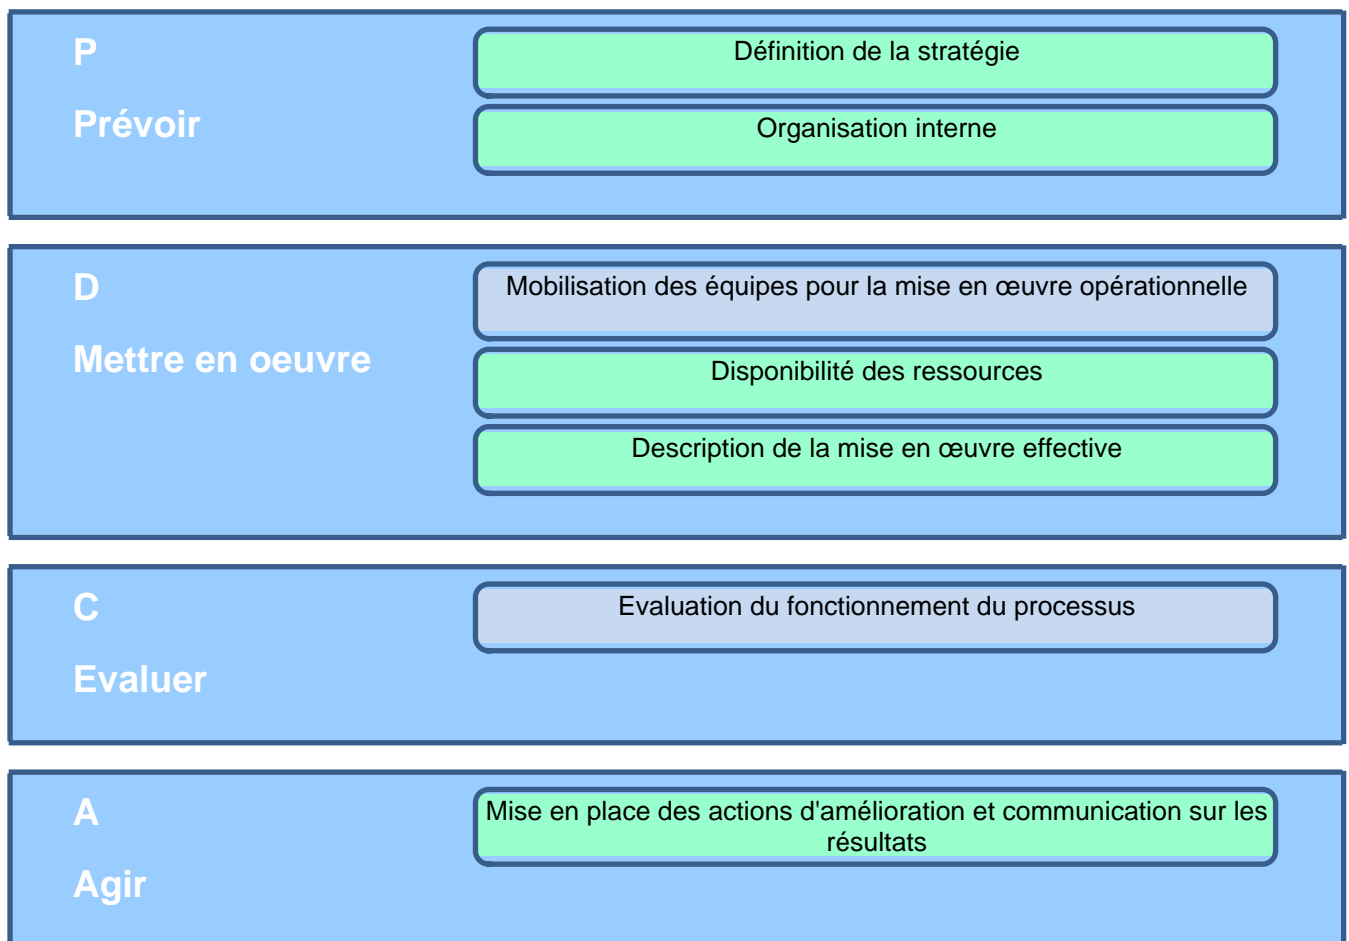 P
Prévoir
Définition de la stratégie
Organisation interne
D
Mettre en oeuvre
Mobilisation des équipes pour la mise en œuvre opérationnelle
Disponibilité des ressources
Description de la mise en œuvre effective
C
Evaluer
Evaluation du fonctionnement du processus
A
Agir
Mise en place des actions d'amélioration et communication sur les
résultats